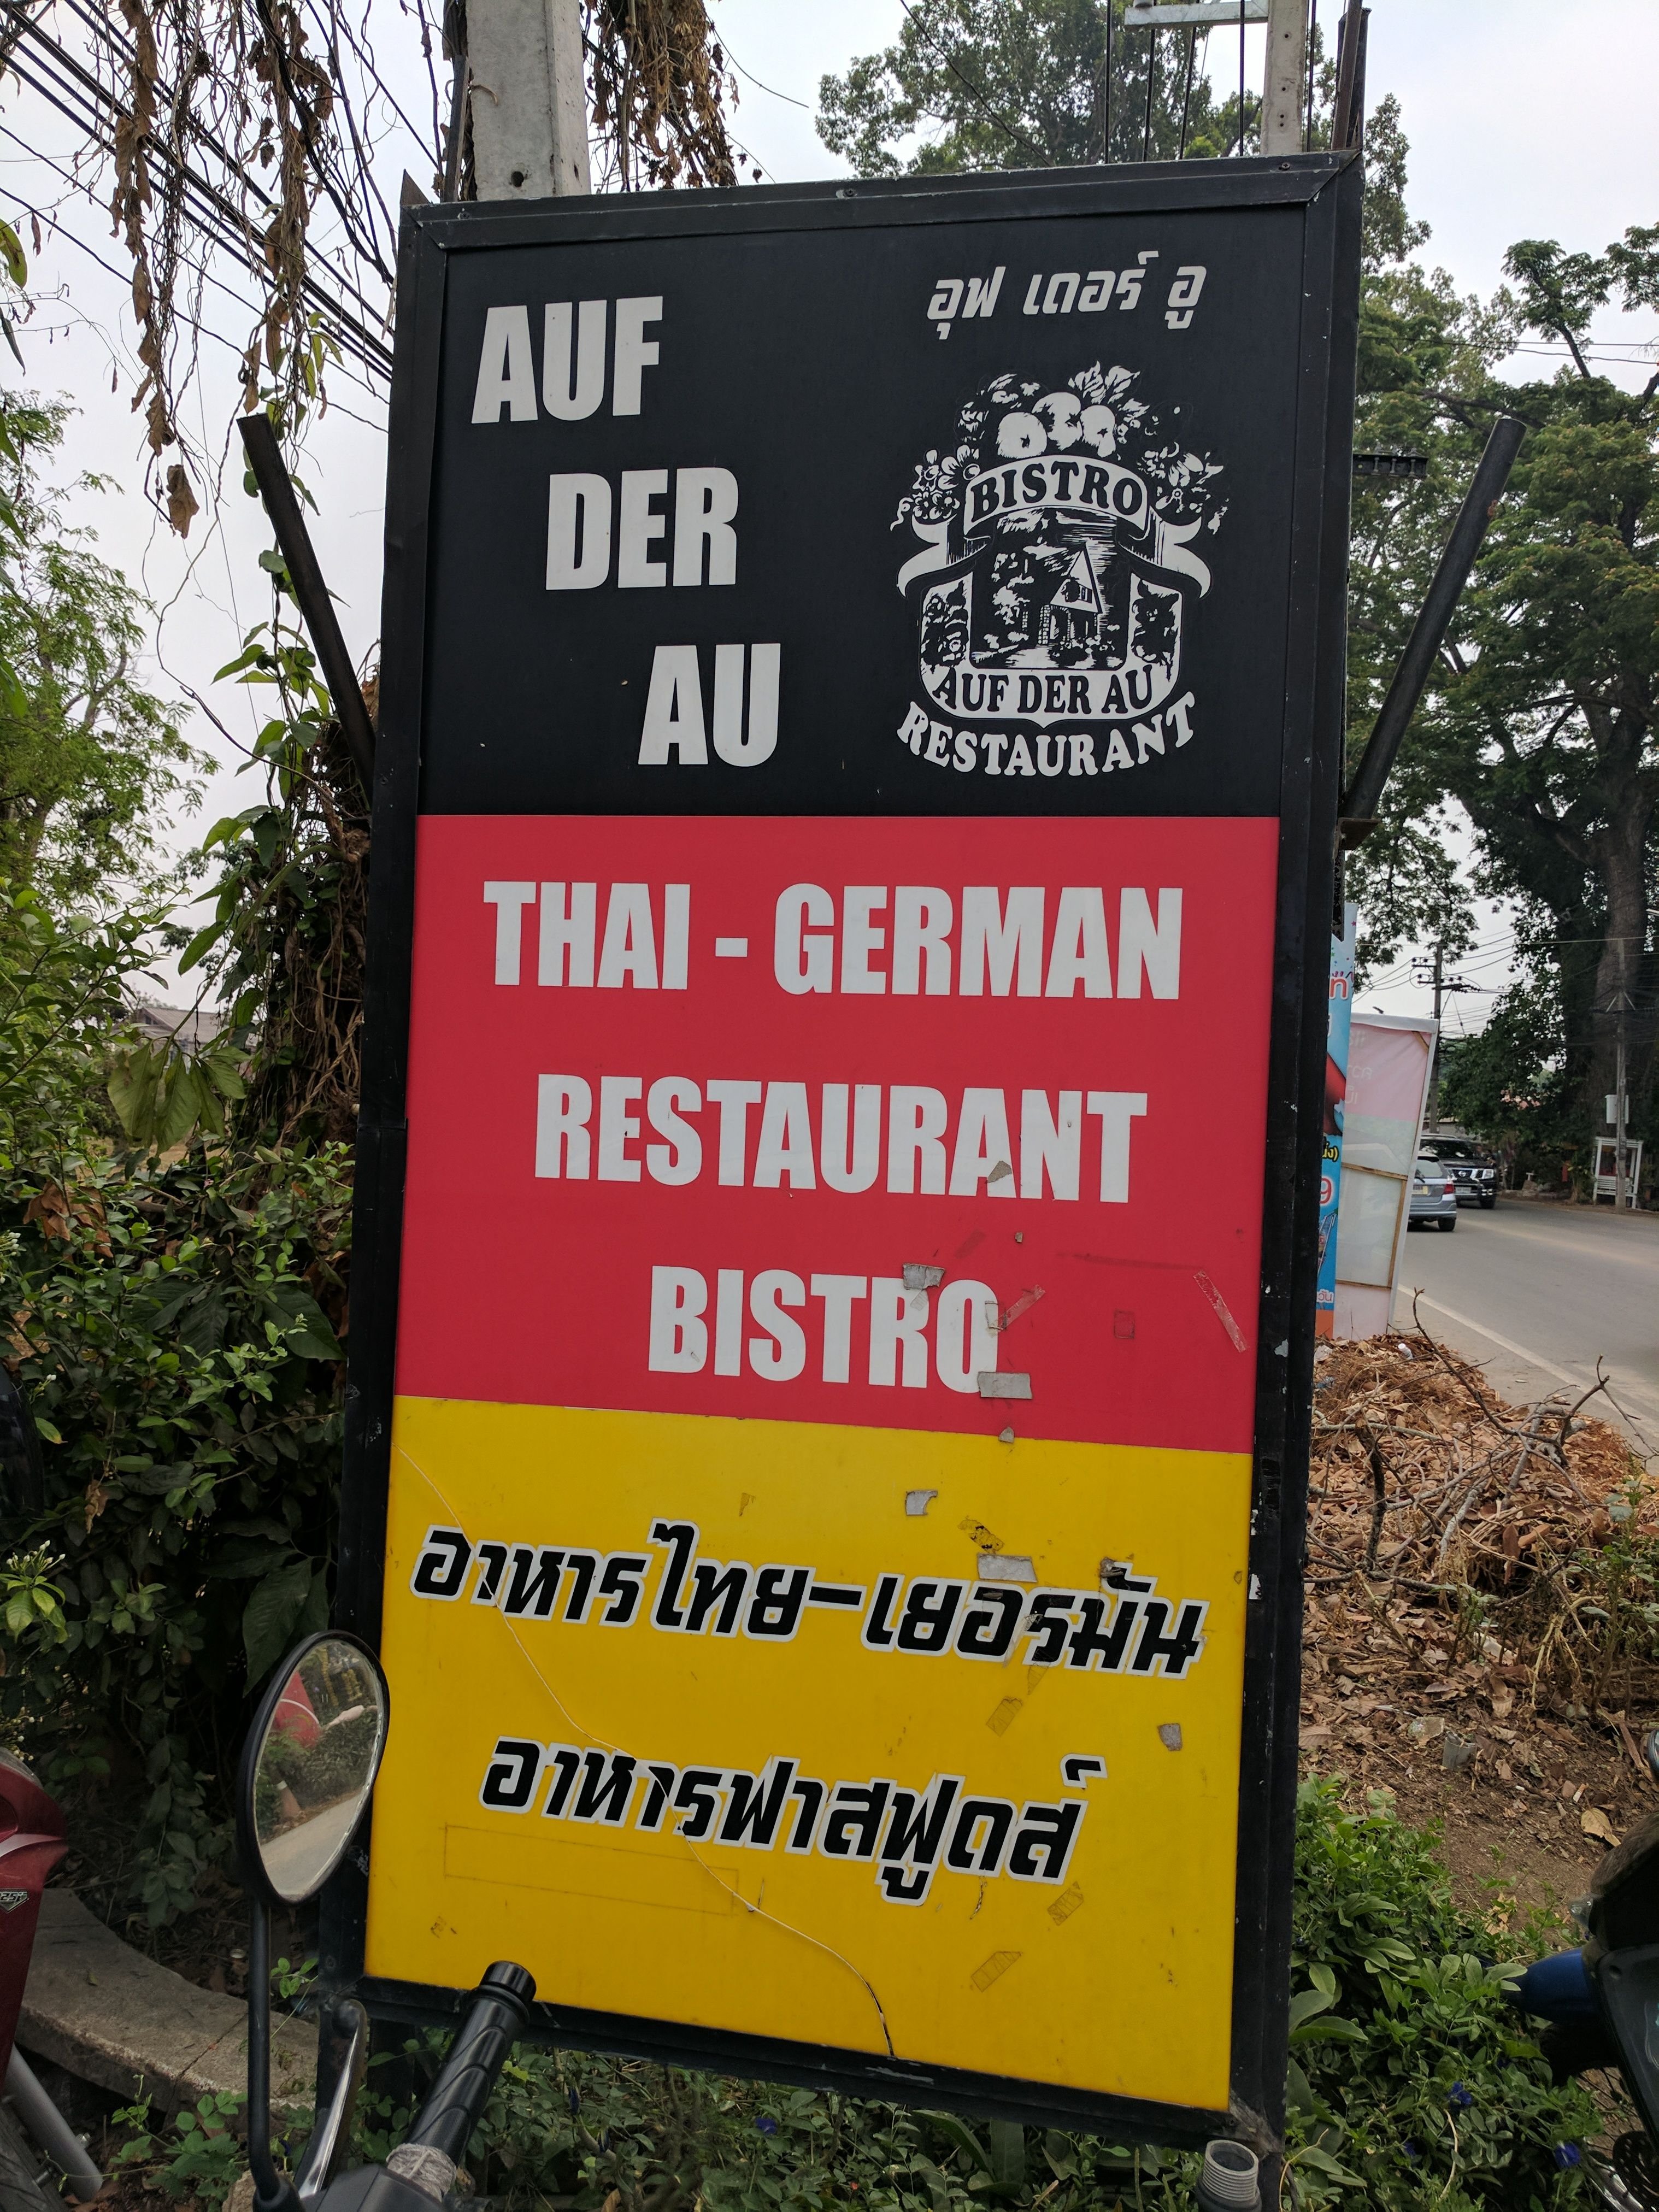 อุฟ เดอร์ อู
AUF
DER
AU
BISTRO
AUF DER AU
RESTAURANT
THAI - GERMAN
RESTAURANT
BISTRO
อาหารไทย-เยอรมัน
อาหารฟาสฟูดส์